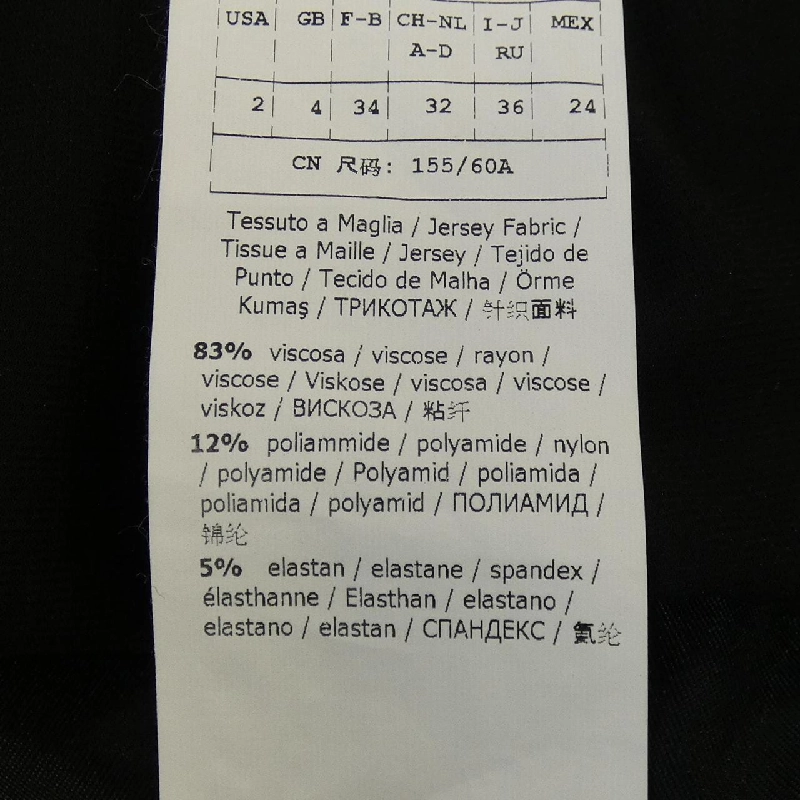 USA GB F-B CH-NL I-J MEX
A-D RU
2 4 34 32 36 24
CN 尺码: 155/60A
Tessuto a Maglia / Jersey Fabric /
Tissue a Maille / Jersey / Tejido de
Punto / Tecido de Malha / Örme
Kumaş / ТРИКОТАЖ / 针织面料
83% viscosa / viscose / rayon /
viscose / Viskose / viscosa / viscose /
viskoz / ВИСКОЗА / 粘纤
12% poliammide / polyamide / nylon
/ polyamide / Polyamid / poliamida /
poliamida / polyamid / ПОЛИАМИД /
锦纶
5% elastan / elastane / spandex /
élasthanne / Elasthan / elastano /
elastano / elastan / СПАНДЕКС / 氨纶